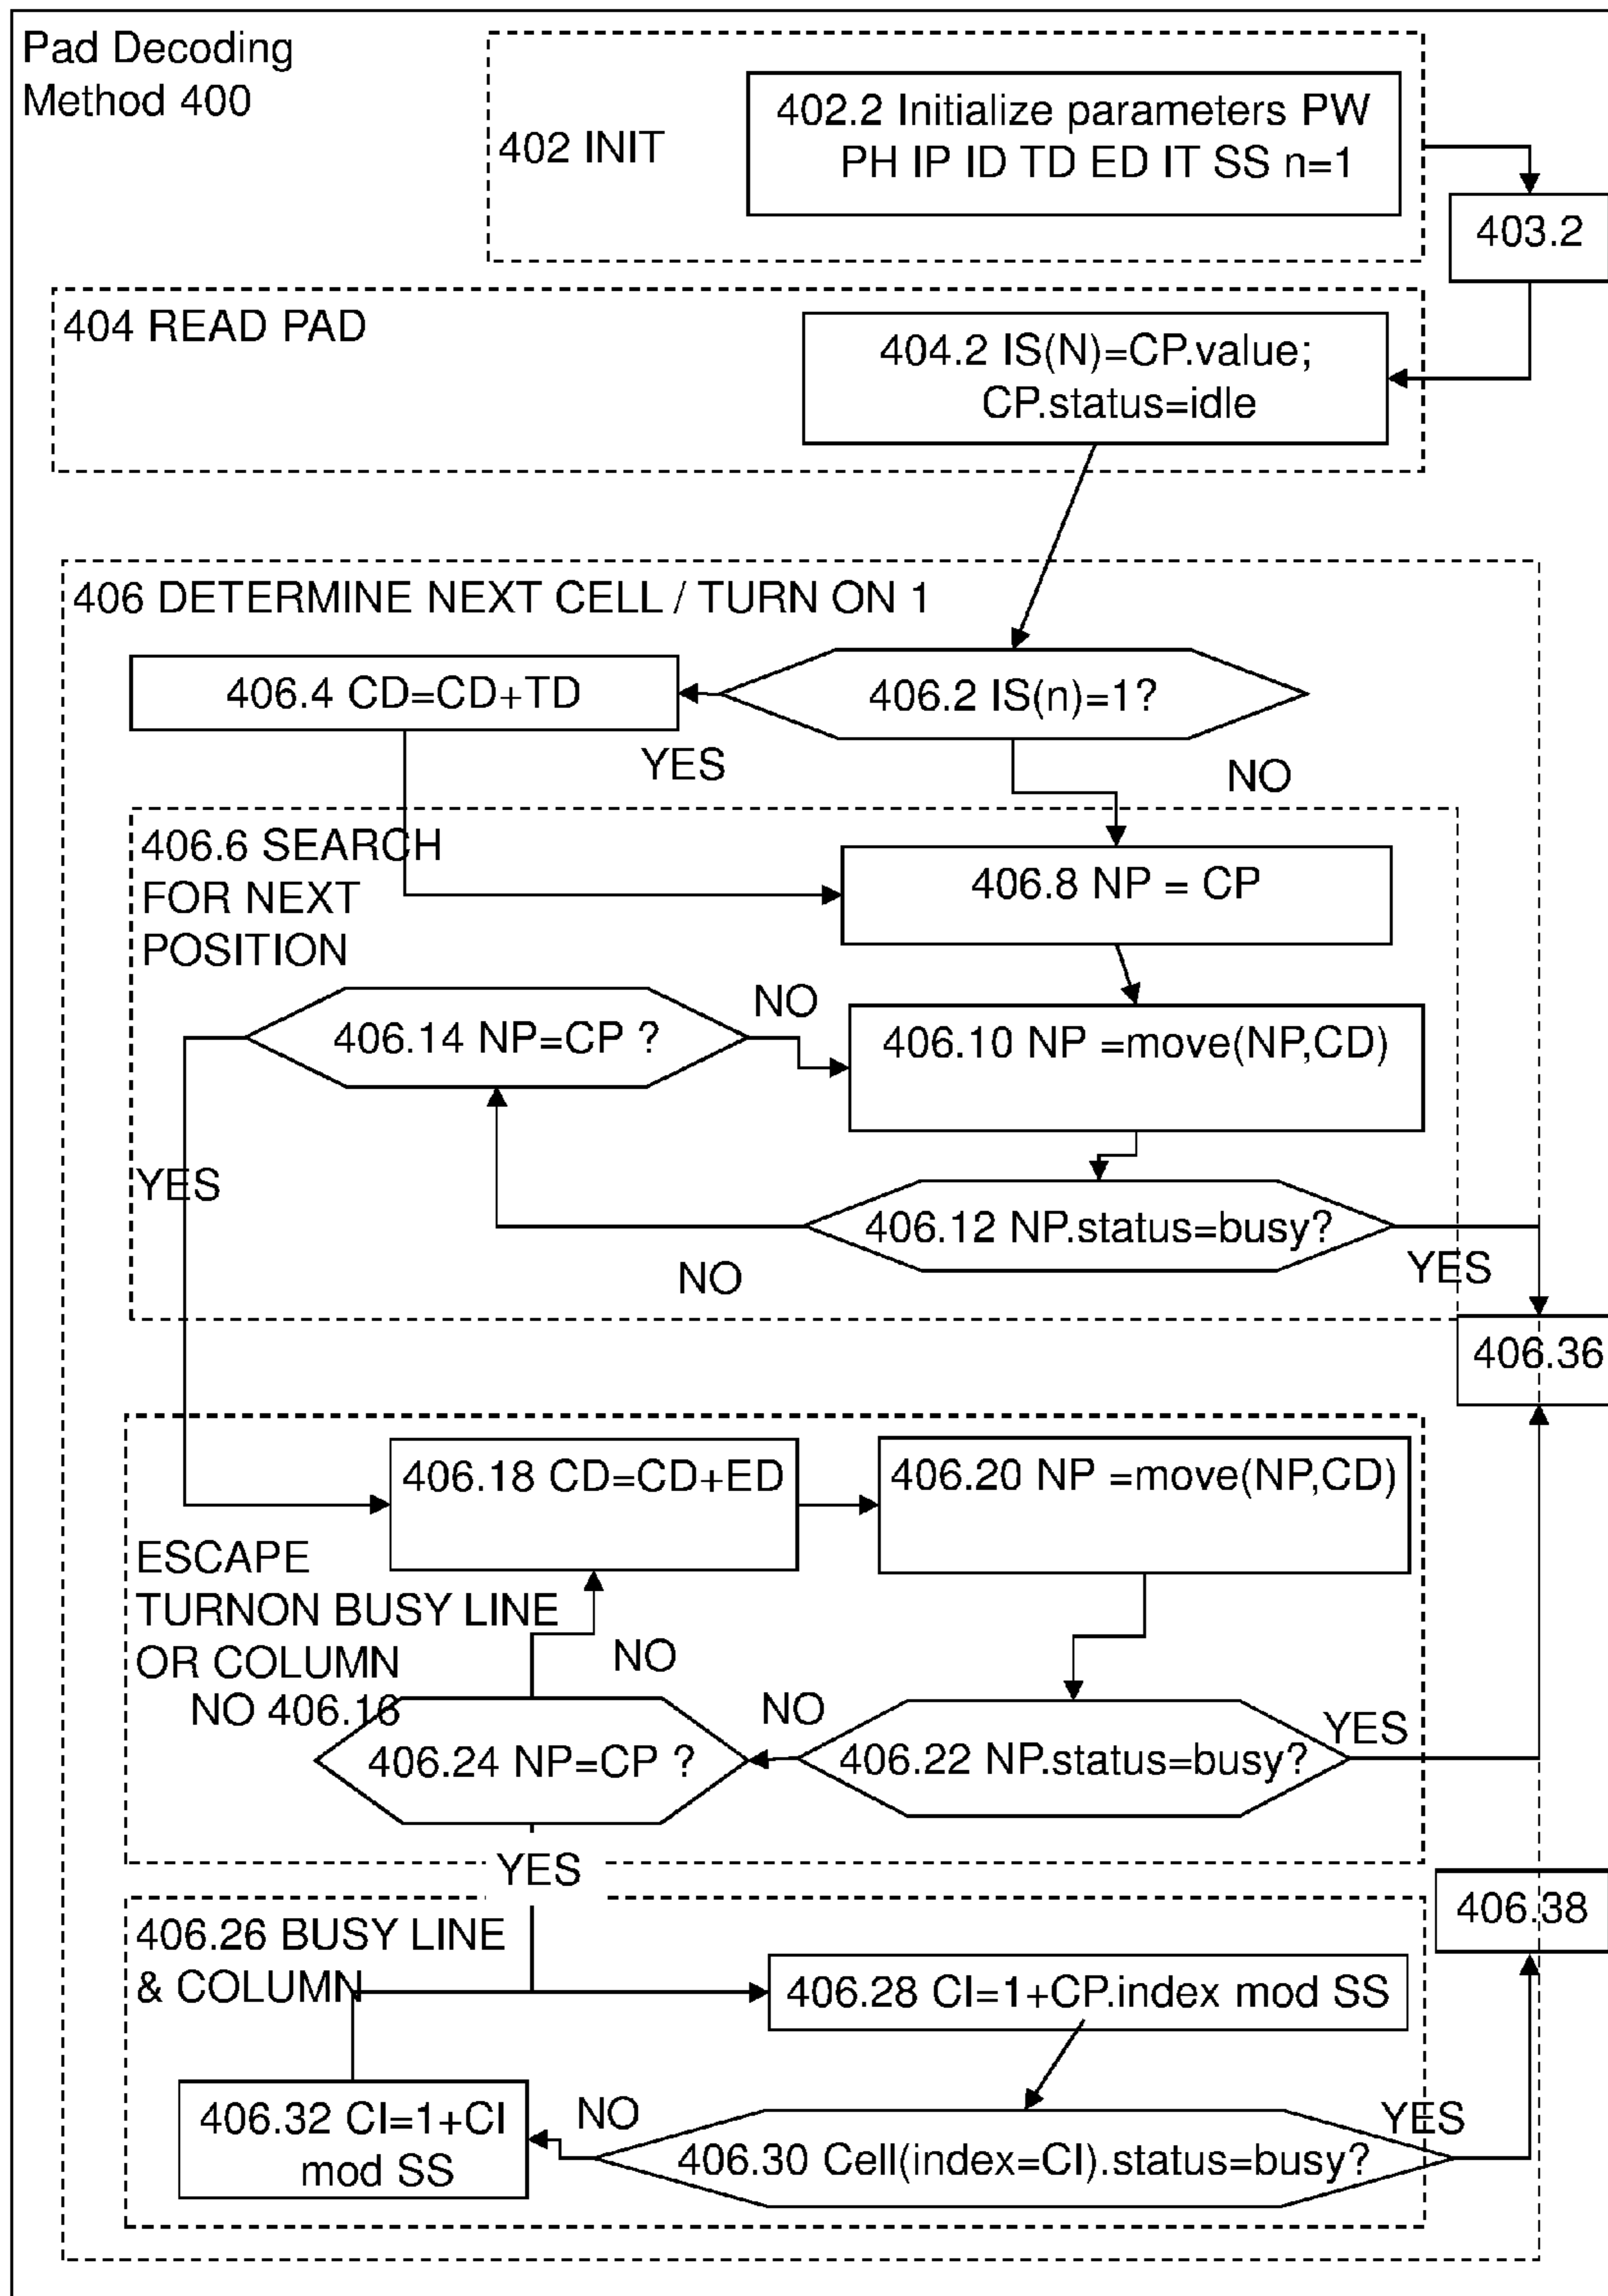 Pad Decoding
Method 400
402 INIT
402.2 Initialize parameters PW
PH IP ID TD ED IT SS n=1
403.2
404 READ PAD
404.2 IS(N)=CP.value;
CP.status=idle
406 DETERMINE NEXT CELL / TURN ON 1
406.4 CD=CD+TD
406.2 IS(n)=1?
YES
NO
406.6 SEARCH
FOR NEXT
POSITION
406.8 NP = CP
NO
406.14 NP=CP ?
406.10 NP =move(NP,CD)
YES
406.12 NP.status=busy?
NO
YES
406.36
406.18 CD=CD+ED
406.20 NP =move(NP,CD)
ESCAPE
TURNON BUSY LINE
OR COLUMN
NO 406.16
NO
NO
YES
406.24 NP=CP ?
406.22 NP.status=busy?
YES
406.38
406.26 BUSY LINE
& COLUMN
406.28 CI=1+CP.index mod SS
406.32 CI=1+CI
mod SS
NO
YES
406.30 Cell(index=CI).status=busy?